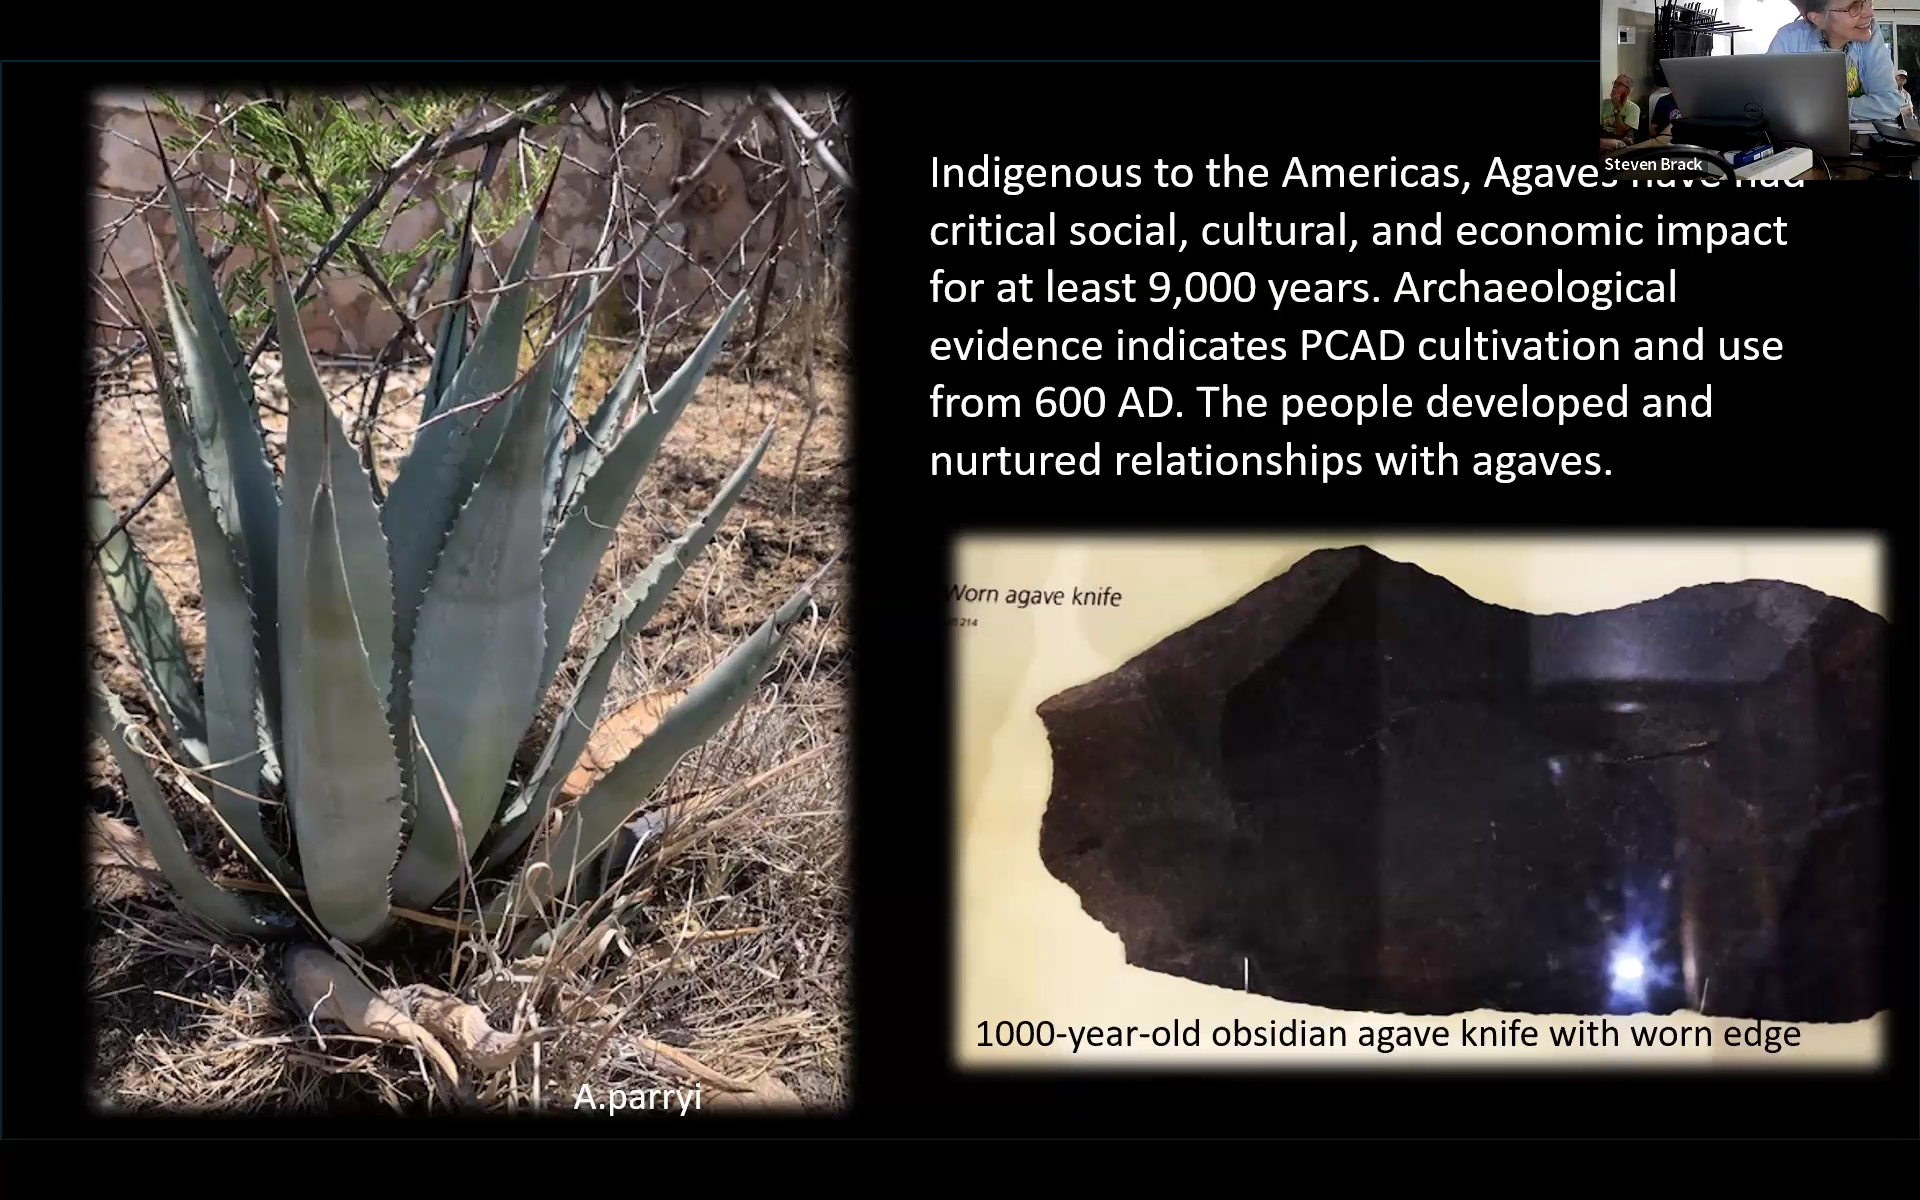 Steven Brack
Indigenous to the Americas, Agaves have had
critical social, cultural, and economic impact
for at least 9,000 years. Archaeological
evidence indicates PCAD cultivation and use
from 600 AD. The people developed and
nurtured relationships with agaves.
Worn agave knife
214
1000-year-old obsidian agave knife with worn edge
A.parryi